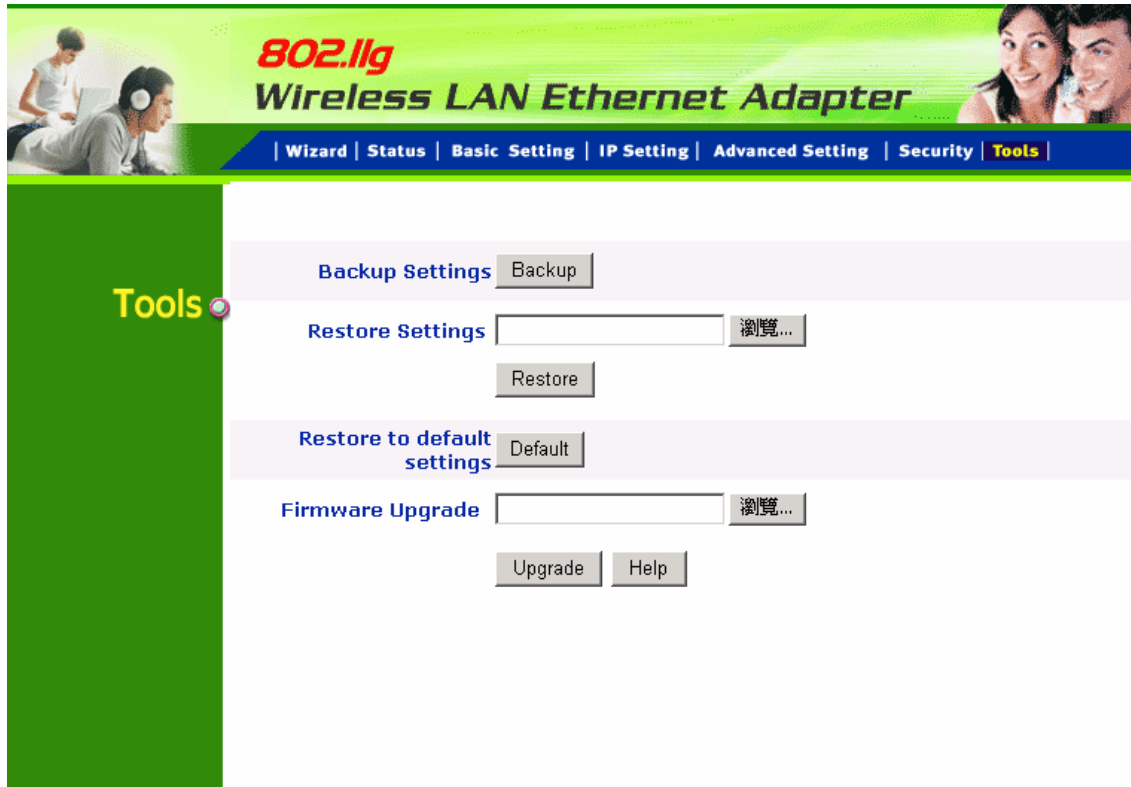 802.11g
Wireless LAN Ethernet Adapter
| Wizard | Status | Basic Setting | IP Setting | Advanced Setting | Security | Tools |
Tools
Backup Settings Backup
Restore Settings 瀏覽...
Restore
Restore to default settings Default
Firmware Upgrade 瀏覽...
Upgrade Help